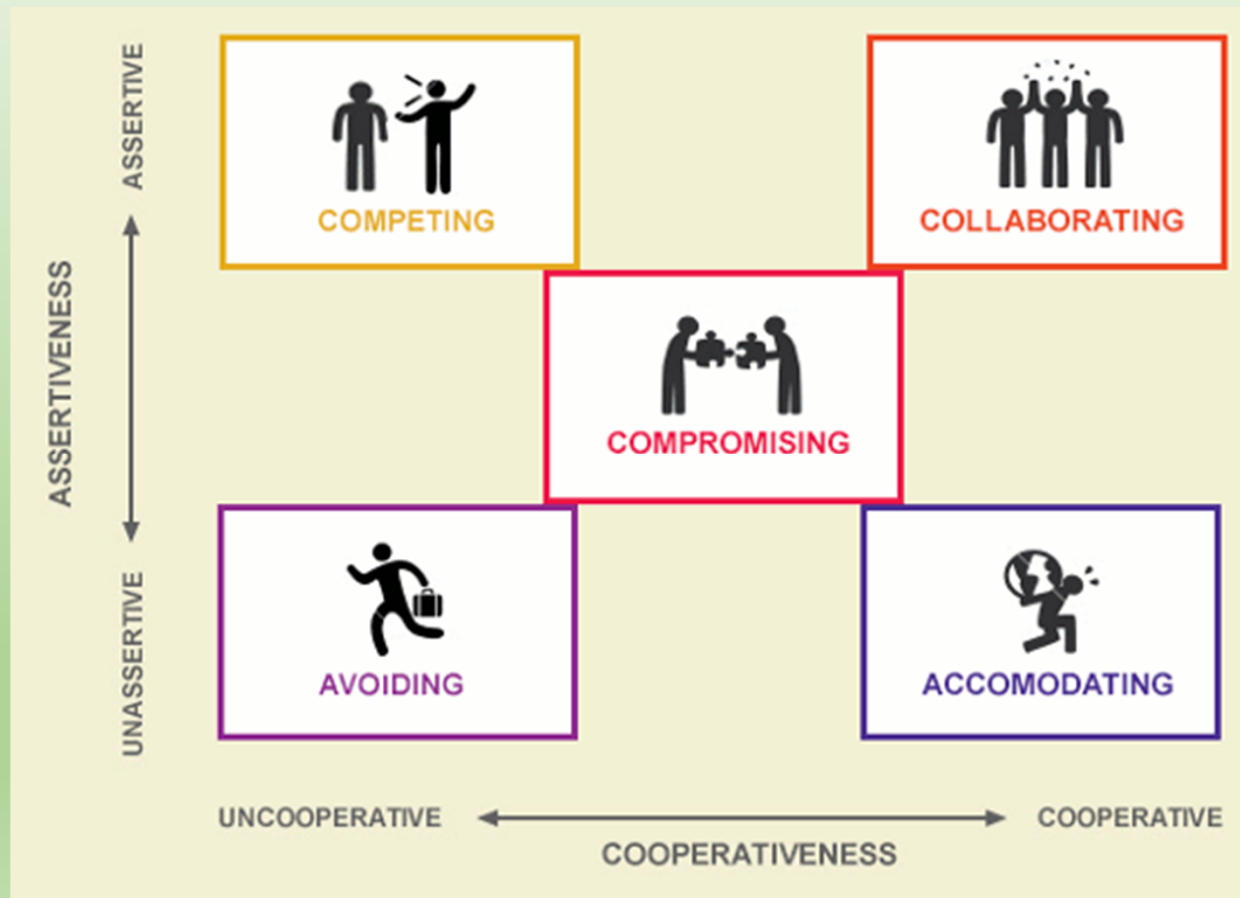 ASSERTIVE
COMPETING
COLLABORATING
ASSERTIVENESS
COMPROMISING
UNASSERTIVE
AVOIDING
ACCOMODATING
UNCOOPERATIVE
COOPERATIVE
COOPERATIVENESS